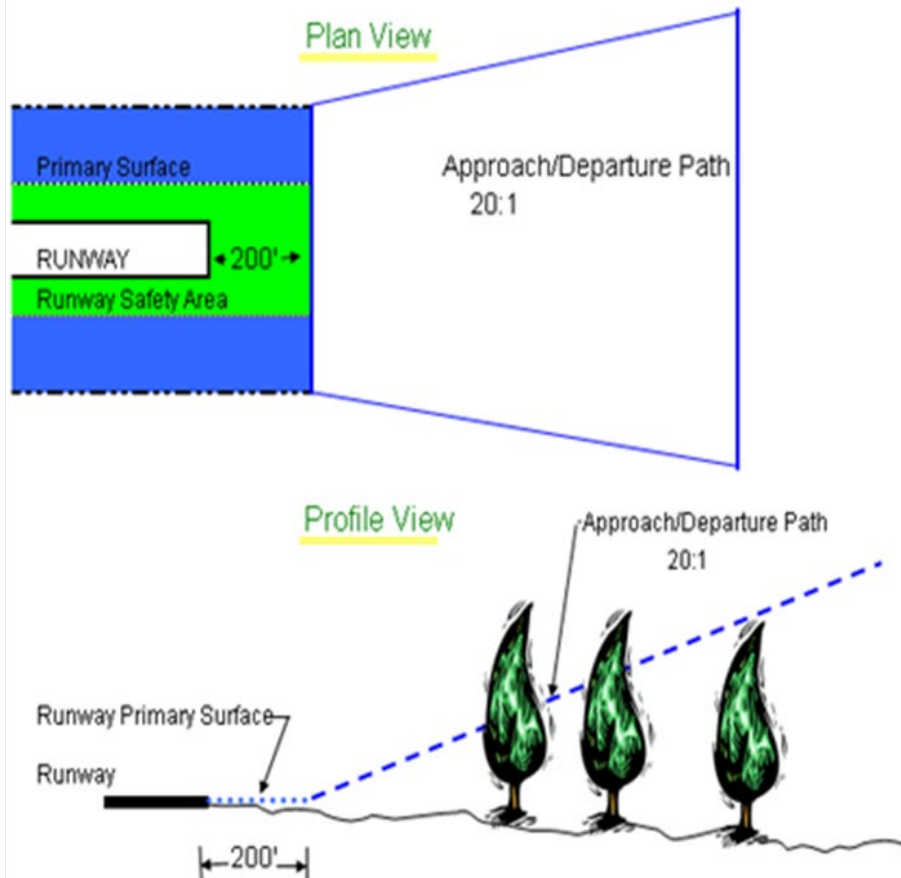 Plan View
Primary Surface
Approach/Departure Path
20:1
RUNWAY
200'
Runway Safety Area
Profile View
Approach/Departure Path
20:1
Runway Primary Surface
Runway
200'